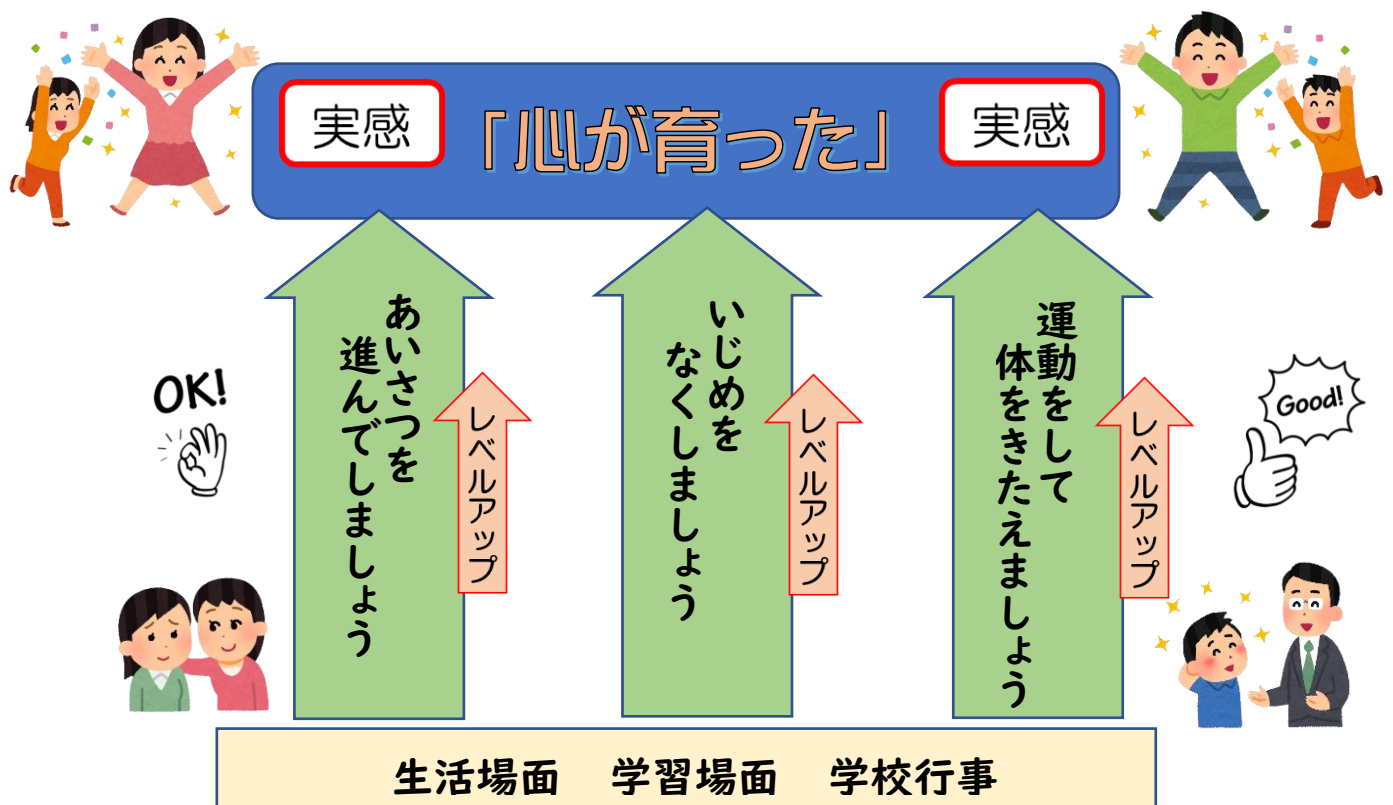 実感
「心が育った」
実感
あいさつを
進んでしましょう
レベルアップ
いじめを
なくしましょう
レベルアップ
運動をして
体をきたえましょう
レベルアップ
OK!
Good!
生活場面　学習場面　学校行事